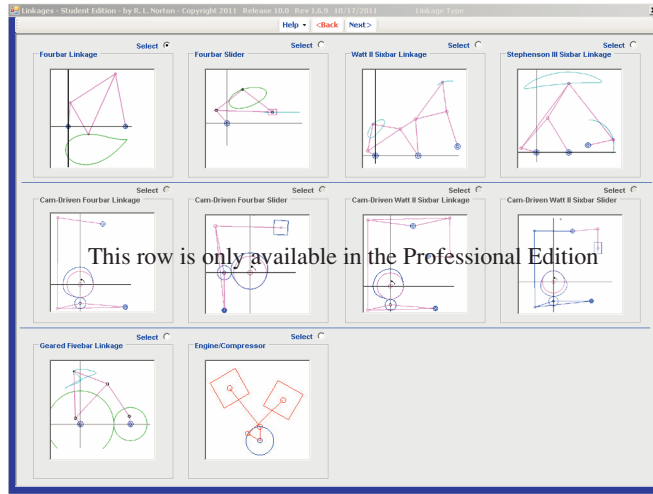 Linkages - Student Edition - by R. L. Norton - Copyright 2011 Release 10.0 Rev 1.6.9 10/17/2011 Linkage Type
Help <Back Next>
Select Select Select Select
Fourbar Linkage Fourbar Slider Watt II Sixbar Linkage Stephenson III Sixbar Linkage
Select Select Select Select
Cam-Driven Fourbar Linkage Cam-Driven Fourbar Slider Cam-Driven Watt II Sixbar Linkage Cam-Driven Watt II Sixbar Slider
This row is only available in the Professional Edition
Select Select
Geared Fivebar Linkage Engine/Compressor